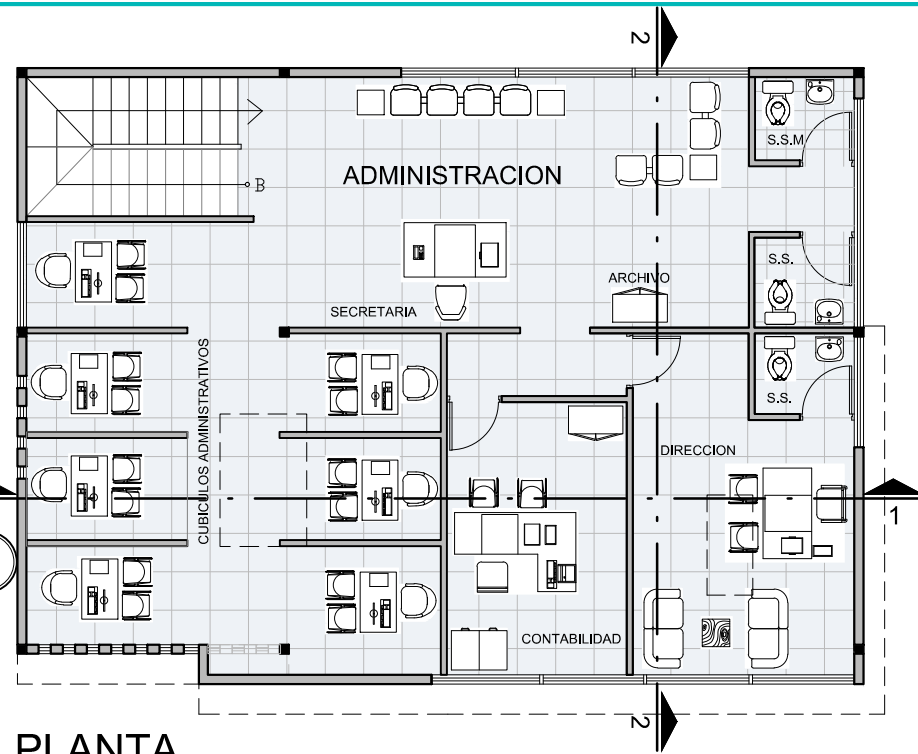 2
S.S.M
ADMINISTRACION
B
S.S.
ARCHIVO
SECRETARIA
CUBICULOS ADMINISTRATIVOS
S.S.
DIRECCION
1
CONTABILIDAD
2
PLANTA